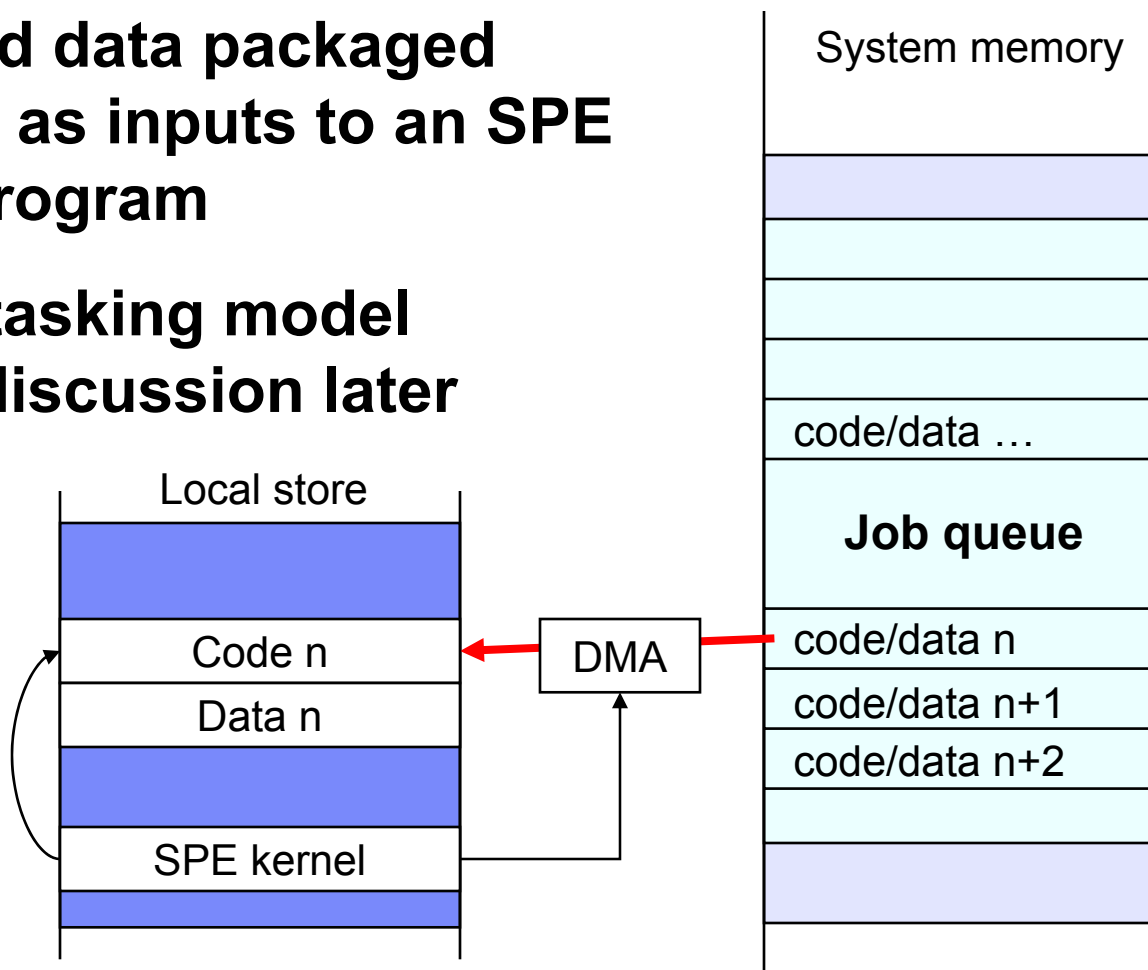 d data packaged
as inputs to an SPE
rogram
tasking model
discussion later
System memory
code/data …
Job queue
code/data n
code/data n+1
code/data n+2
Local store
Code n
Data n
SPE kernel
DMA